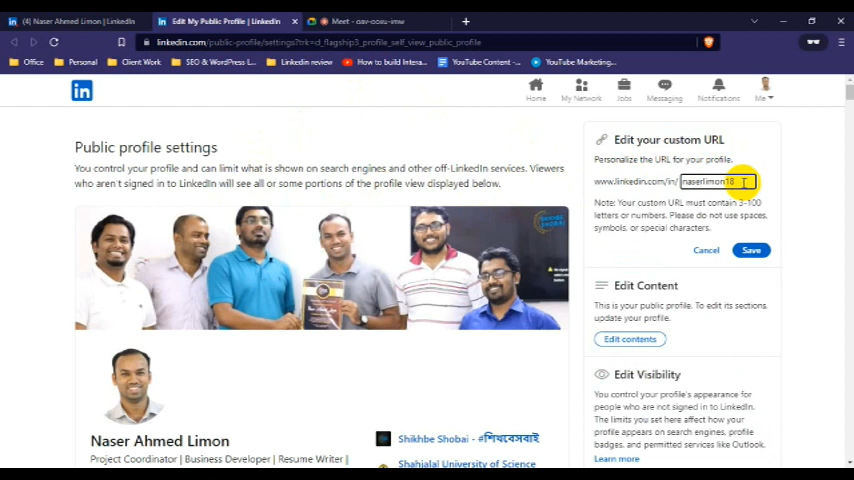 (4) Naser Ahmed Limon | LinkedIn
Edit My Public Profile | LinkedIn
Meet - oav-ooxu-imw
linkedin.com/public-profile/settings?trk=d_flagship3_profile_self_view_public_profile
Office
Personal
Client Work
SEO & WordPress L...
Linkedin review
How to build Intera...
YouTube Content -...
YouTube Marketing...
in
Home
My Network
Jobs
Messaging
Notifications
Me
Public profile settings
You control your profile and can limit what is shown on search engines and other off-LinkedIn services. Viewers
who aren't signed in to LinkedIn will see all or some portions of the profile view displayed below.
SHIKHBE
SHOBAI
Naser Ahmed Limon
Project Coordinator | Business Developer | Resume Writer |
Shikhbe Shobai - #শিখবেসবাই
Shahjalal University of Science
Edit your custom URL
Personalize the URL for your profile.
www.linkedin.com/in/ naserlimon18
Note: Your custom URL must contain 3-100
letters or numbers. Please do not use spaces,
symbols, or special characters.
Cancel
Save
Edit Content
This is your public profile. To edit its sections,
update your profile.
Edit contents
Edit Visibility
You control your profile's appearance for
people who are not signed in to LinkedIn.
The limits you set here affect how your
profile appears on search engines, profile
badges, and permitted services like Outlook.
Learn more